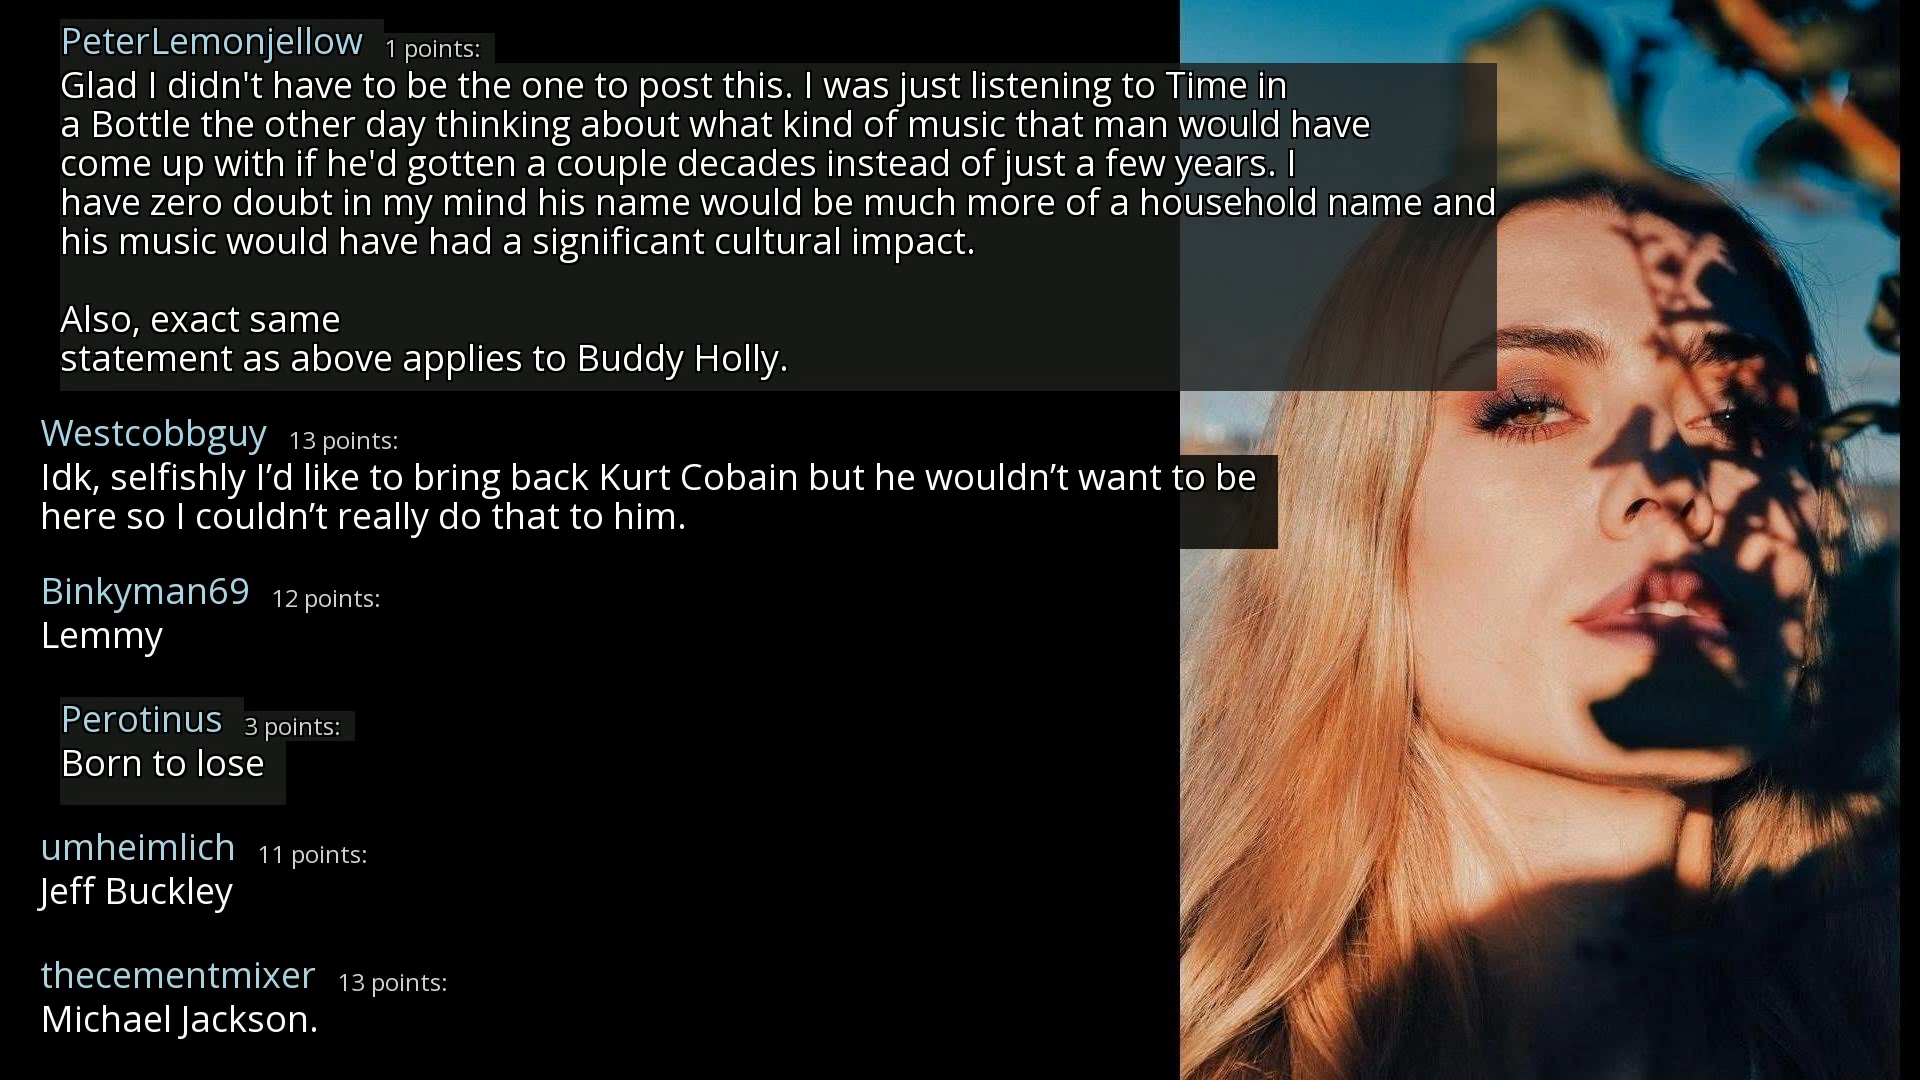 PeterLemonjellow 1 points:
Glad I didn't have to be the one to post this. I was just listening to Time in
a Bottle the other day thinking about what kind of music that man would have
come up with if he'd gotten a couple decades instead of just a few years. I
have zero doubt in my mind his name would be much more of a household name and
his music would have had a significant cultural impact.
Also, exact same
statement as above applies to Buddy Holly.
Westcobbguy 13 points:
Idk, selfishly I’d like to bring back Kurt Cobain but he wouldn’t want to be
here so I couldn’t really do that to him.
Binkyman69 12 points:
Lemmy
Perotinus 3 points:
Born to lose
umheimlich 11 points:
Jeff Buckley
thecementmixer 13 points:
Michael Jackson.